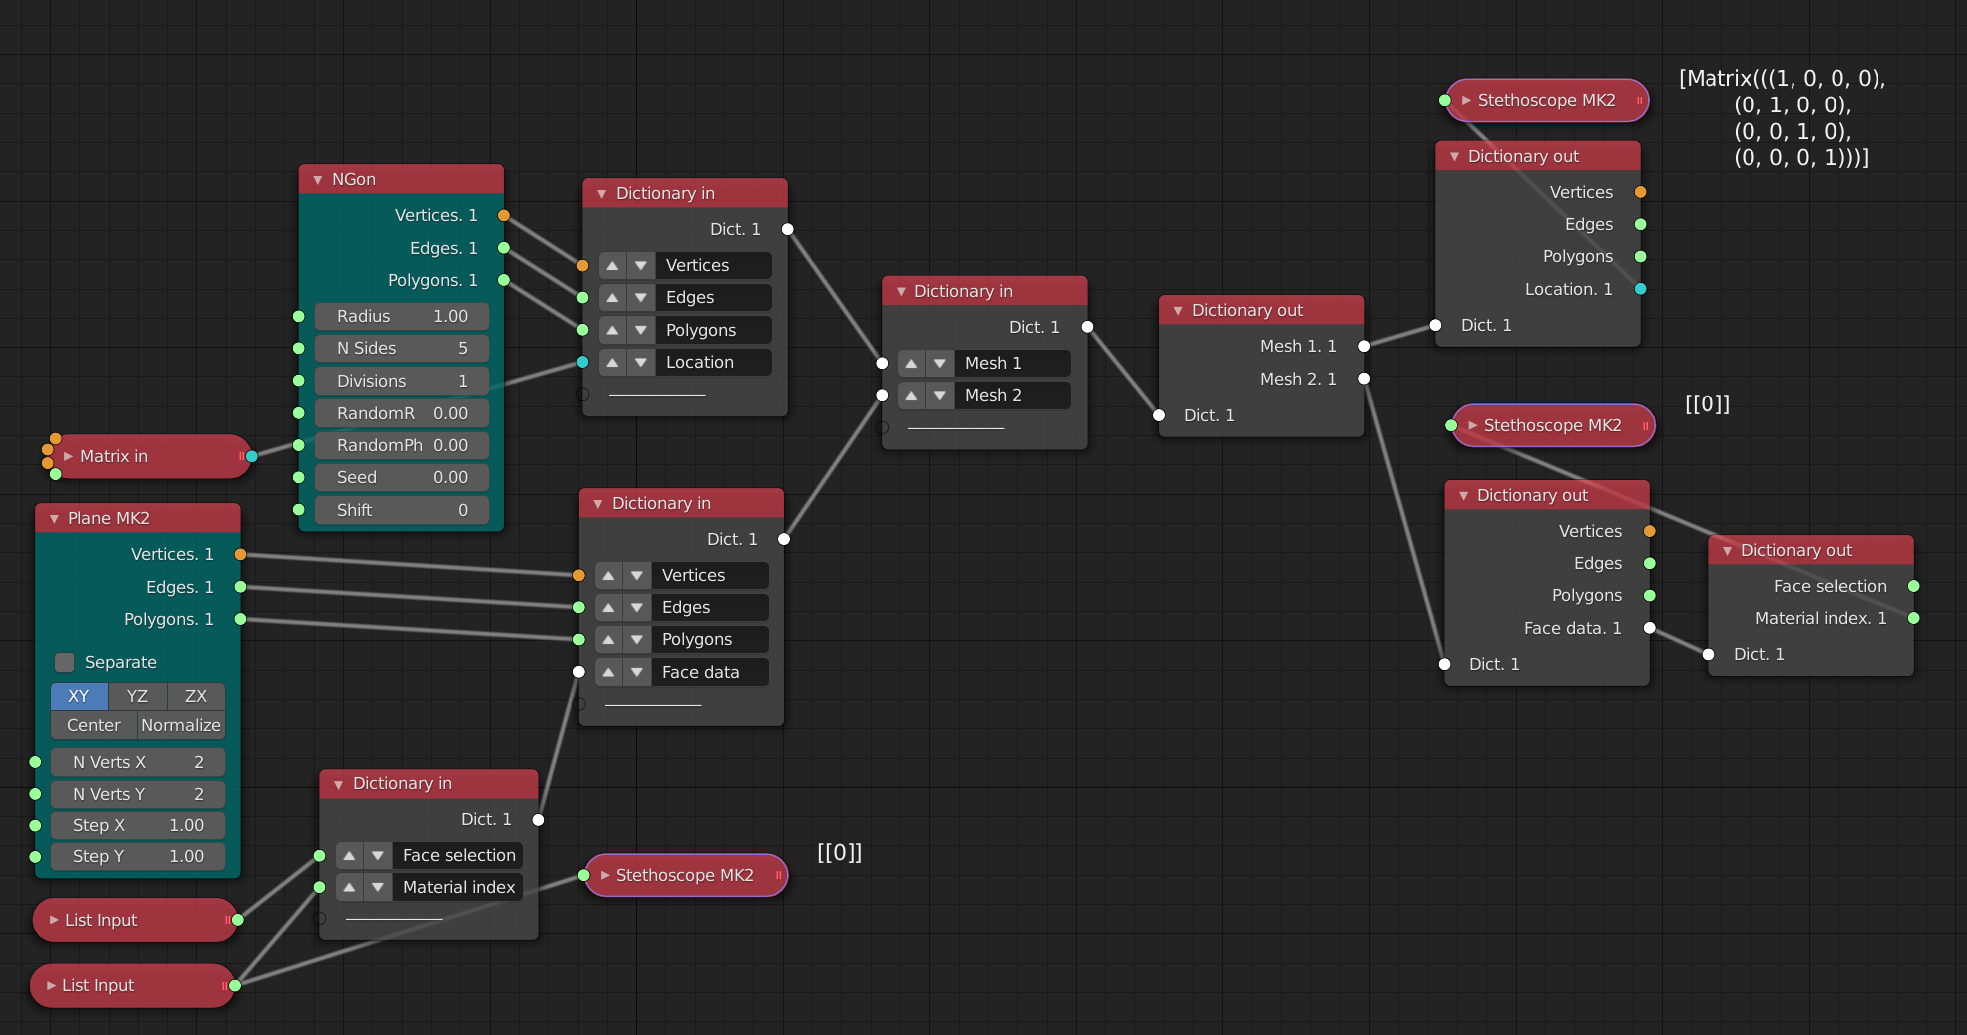 NGon
Vertices. 1
Edges. 1
Polygons. 1
Radius 1.00
N Sides 5
Divisions 1
RandomR 0.00
RandomPh 0.00
Seed 0.00
Shift 0
Matrix in
Plane MK2
Vertices. 1
Edges. 1
Polygons. 1
Separate
XY YZ ZX
Center Normalize
N Verts X 2
N Verts Y 2
Step X 1.00
Step Y 1.00
List Input
List Input
Dictionary in
Dict. 1
Vertices
Edges
Polygons
Location
Dictionary in
Dict. 1
Vertices
Edges
Polygons
Face data
Dictionary in
Dict. 1
Face selection
Material index
Stethoscope MK2
[[0]]
Dictionary in
Dict. 1
Mesh 1
Mesh 2
Dictionary out
Mesh 1. 1
Mesh 2. 1
Dict. 1
Stethoscope MK2
[Matrix(((1, 0, 0, 0),
(0, 1, 0, 0),
(0, 0, 1, 0),
(0, 0, 0, 1)))]
Dictionary out
Vertices
Edges
Polygons
Location. 1
Dict. 1
Stethoscope MK2
[[0]]
Dictionary out
Vertices
Edges
Polygons
Face data. 1
Dict. 1
Dictionary out
Face selection
Material index. 1
Dict. 1